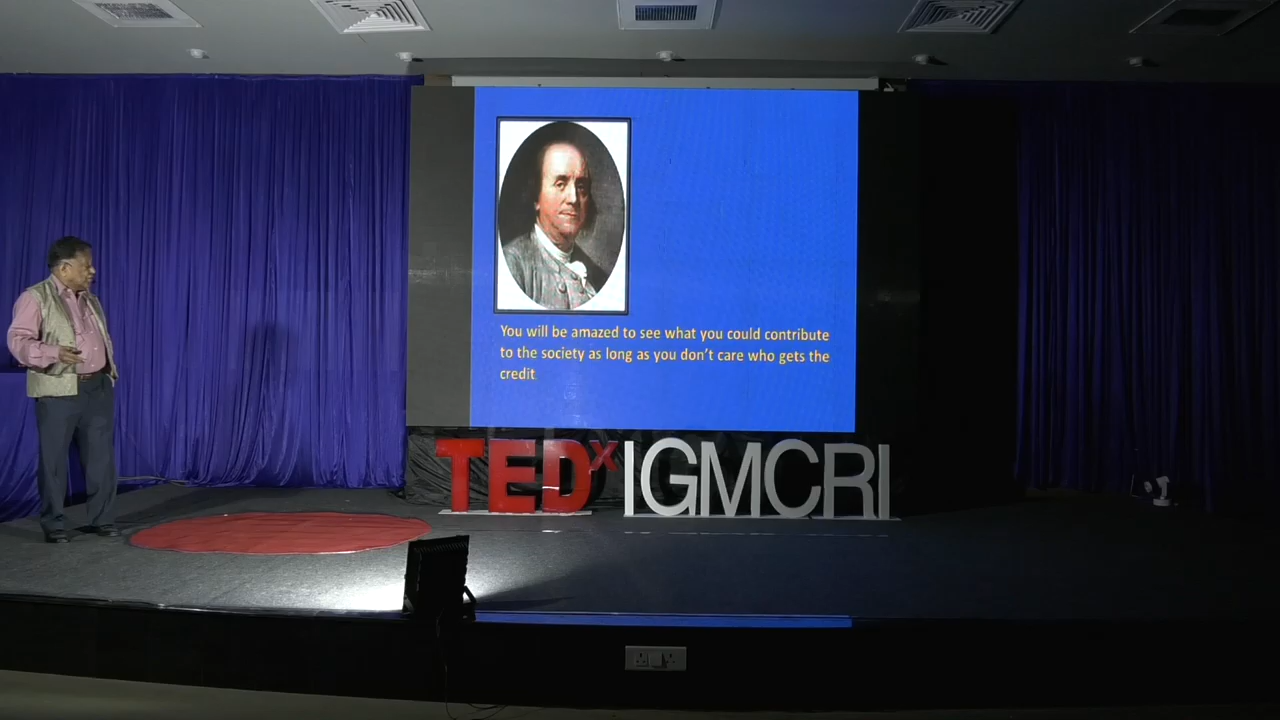 You will be amazed to see what you could contribute
to the society as long as you don't care who gets the
credit.
TEDx IGMCRI